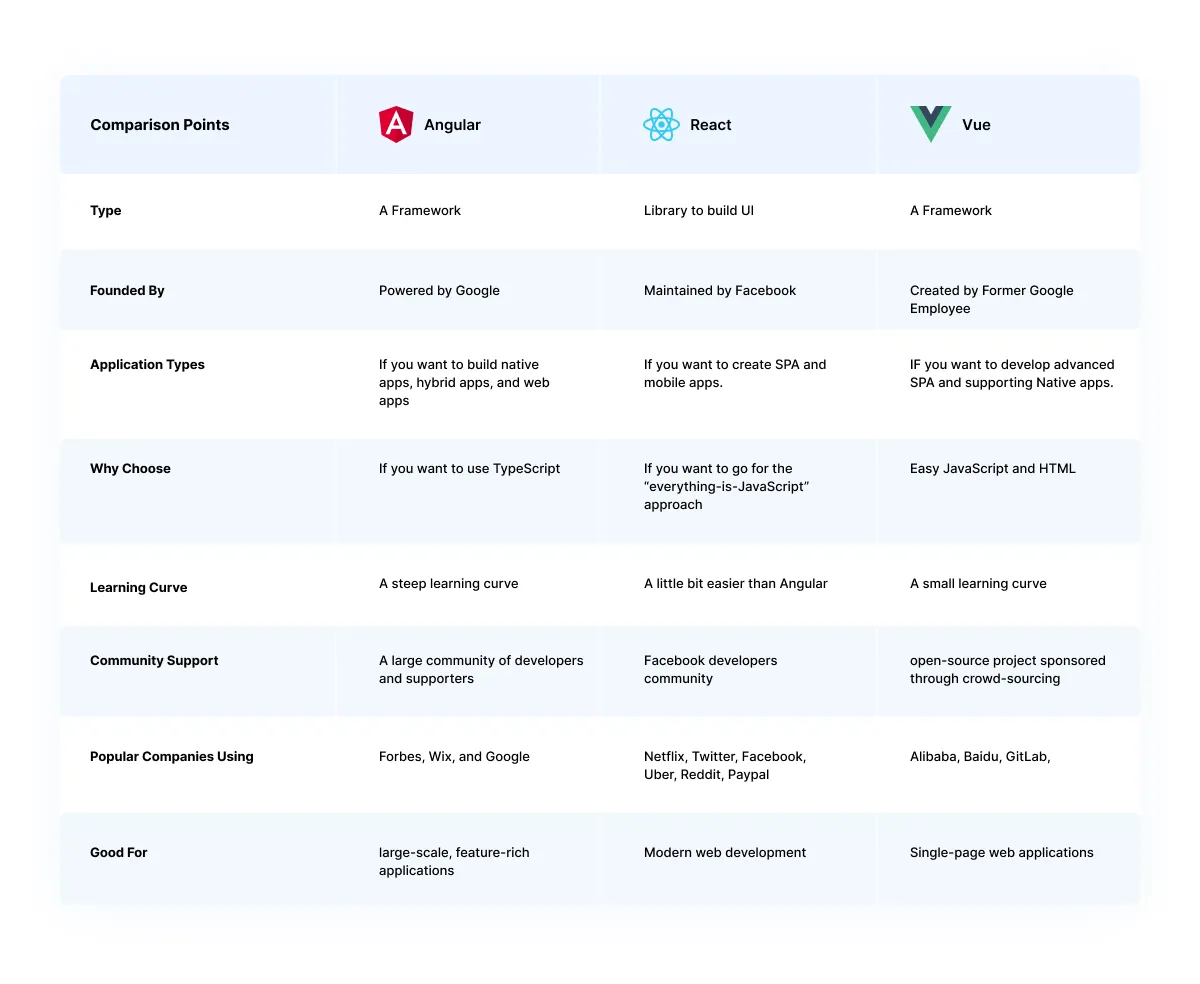 Comparison Points
Angular
React
Vue
Type
A Framework
Library to build UI
A Framework
Founded By
Powered by Google
Maintained by Facebook
Created by Former Google
Employee
Application Types
If you want to build native
apps, hybrid apps, and web
apps
If you want to create SPA and
mobile apps.
IF you want to develop advanced
SPA and supporting Native apps.
Why Choose
If you want to use TypeScript
If you want to go for the
“everything-is-JavaScript”
approach
Easy JavaScript and HTML
Learning Curve
A steep learning curve
A little bit easier than Angular
A small learning curve
Community Support
A large community of developers
and supporters
Facebook developers
community
open-source project sponsored
through crowd-sourcing
Popular Companies Using
Forbes, Wix, and Google
Netflix, Twitter, Facebook,
Uber, Reddit, Paypal
Alibaba, Baidu, GitLab,
Good For
large-scale, feature-rich
applications
Modern web development
Single-page web applications